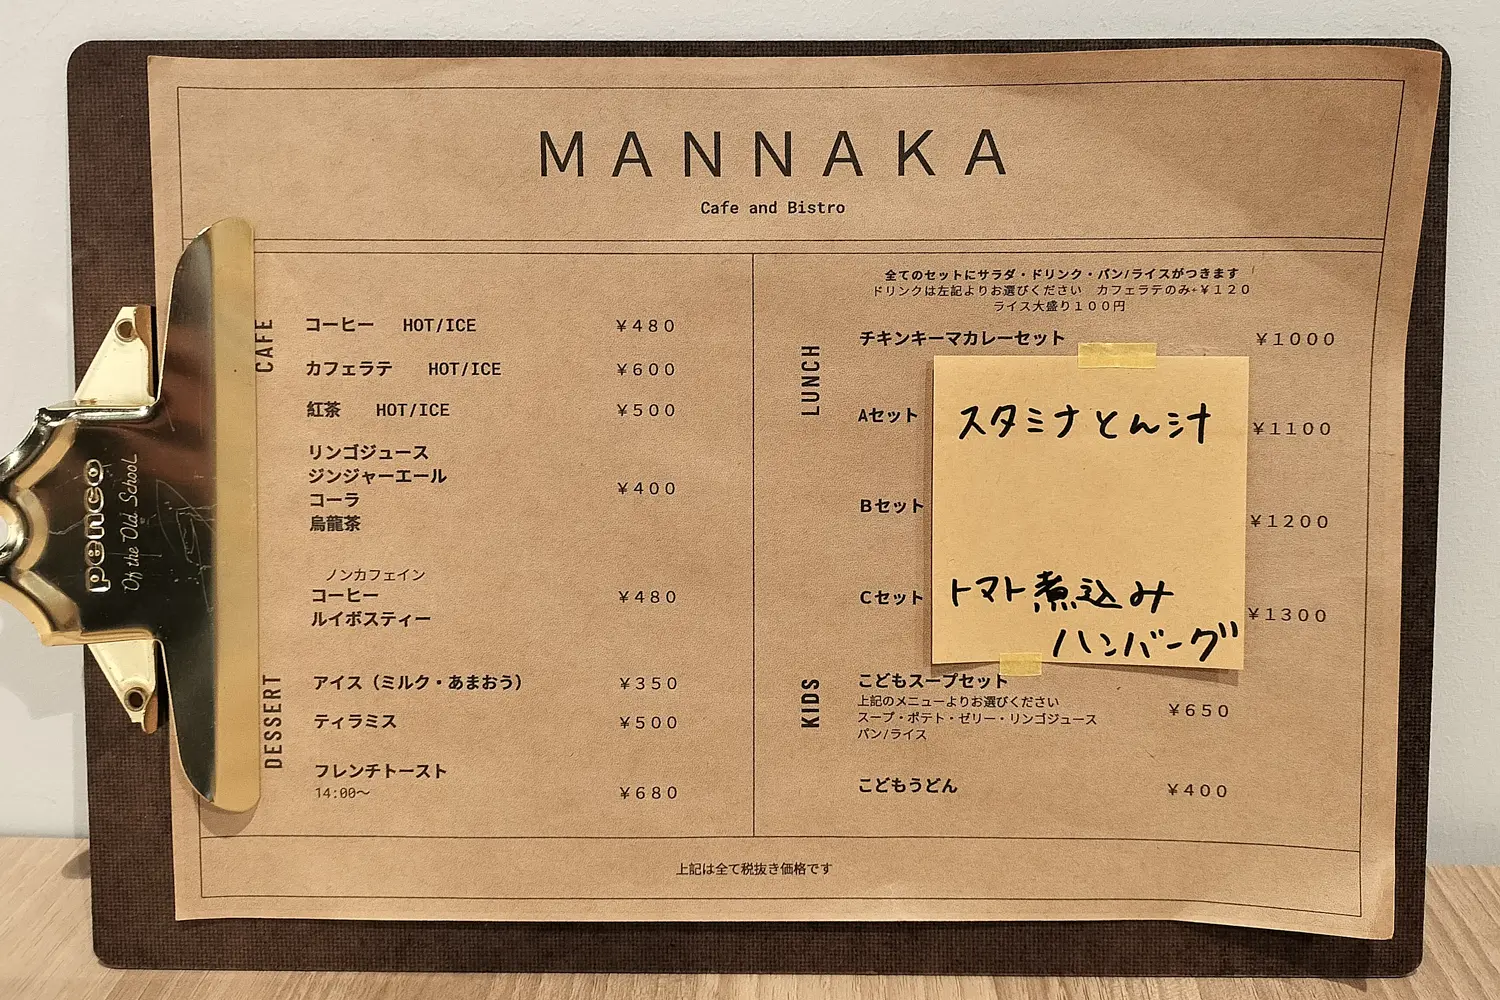 MANNAKA
Cafe and Bistro
CAFE
コーヒー HOT/ICE ¥480
カフェラテ HOT/ICE ¥600
紅茶 HOT/ICE ¥500
リンゴジュース
ジンジャーエール
コーラ
烏龍茶
¥400
ノンカフェイン
コーヒー
ルイボスティー
¥480
DESSERT
アイス（ミルク・あまおう） ¥350
ティラミス ¥500
フレンチトースト
14:00〜 ¥680
全てのセットにサラダ・ドリンク・パン/ライスがつきます
ドリンクは左記よりお選びください カフェラテのみ+¥120
ライス大盛り100円
LUNCH
チキンキーマカレーセット ¥1000
Aセット ¥1100
Bセット ¥1200
Cセット ¥1300
スタミナとん汁
トマト煮込み
ハンバーグ
KIDS
こどもスープセット
上記のメニューよりお選びください
スープ・ポテト・ゼリー・リンゴジュース
パン/ライス
¥650
こどもうどん ¥400
上記は全て税抜き価格です
penco
Of the Old School